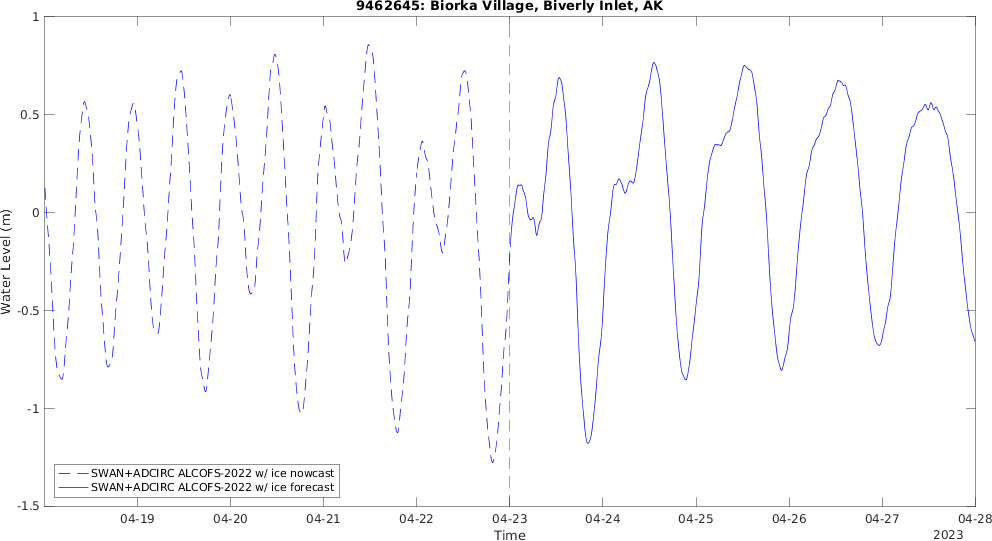 9462645: Biorka Village, Biverly Inlet, AK
Water Level (m)
1
0.5
0
-0.5
-1
-1.5
SWAN+ADCIRC ALCOFS-2022 w/ ice nowcast
SWAN+ADCIRC ALCOFS-2022 w/ ice forecast
04-19 04-20 04-21 04-22 04-23 04-24 04-25 04-26 04-27 04-28
Time
2023